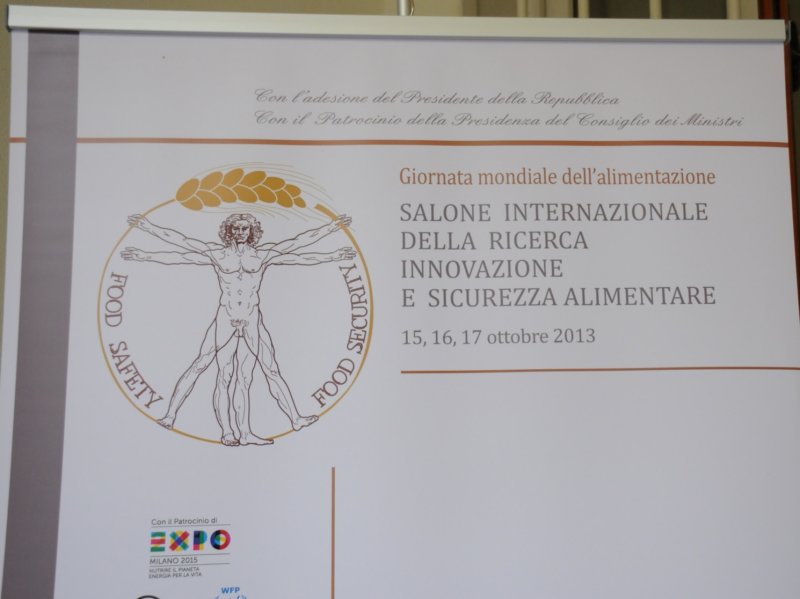 Con l'adesione del Presidente della Repubblica
Con il Patrocinio della Presidenza del Consiglio dei Ministri
Giornata mondiale dell'alimentazione
SALONE INTERNAZIONALE
DELLA RICERCA
INNOVAZIONE
E SICUREZZA ALIMENTARE
15, 16, 17 ottobre 2013
FOOD SAFETY
FOOD SECURITY
Con il Patrocinio di
EXPO
MILANO 2015
NUTRIRE IL PIANETA
ENERGIA PER LA VITA
WFP